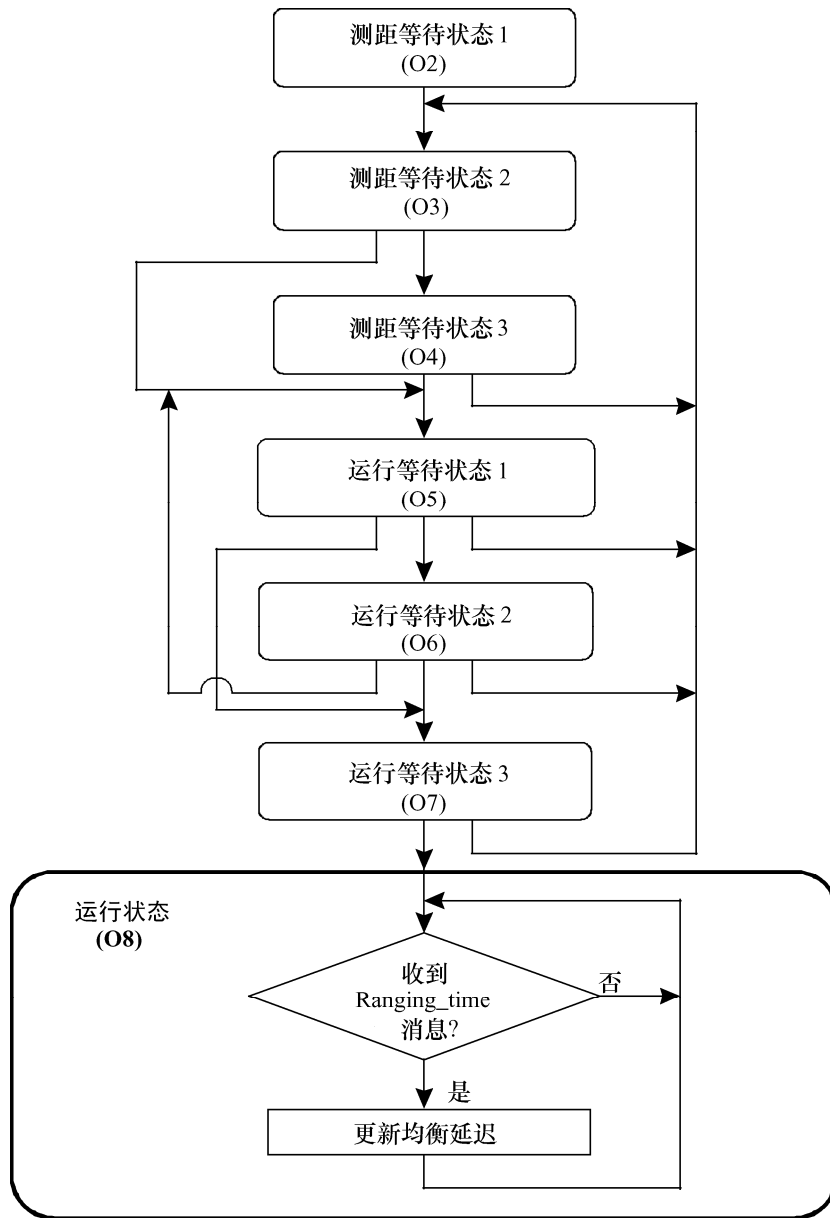 测距等待状态1
(O2)
测距等待状态2
(O3)
测距等待状态3
(O4)
运行等待状态1
(O5)
运行等待状态2
(O6)
运行等待状态3
(O7)
运行状态
(O8)
收到
Ranging_time
消息?
否
是
更新均衡延迟